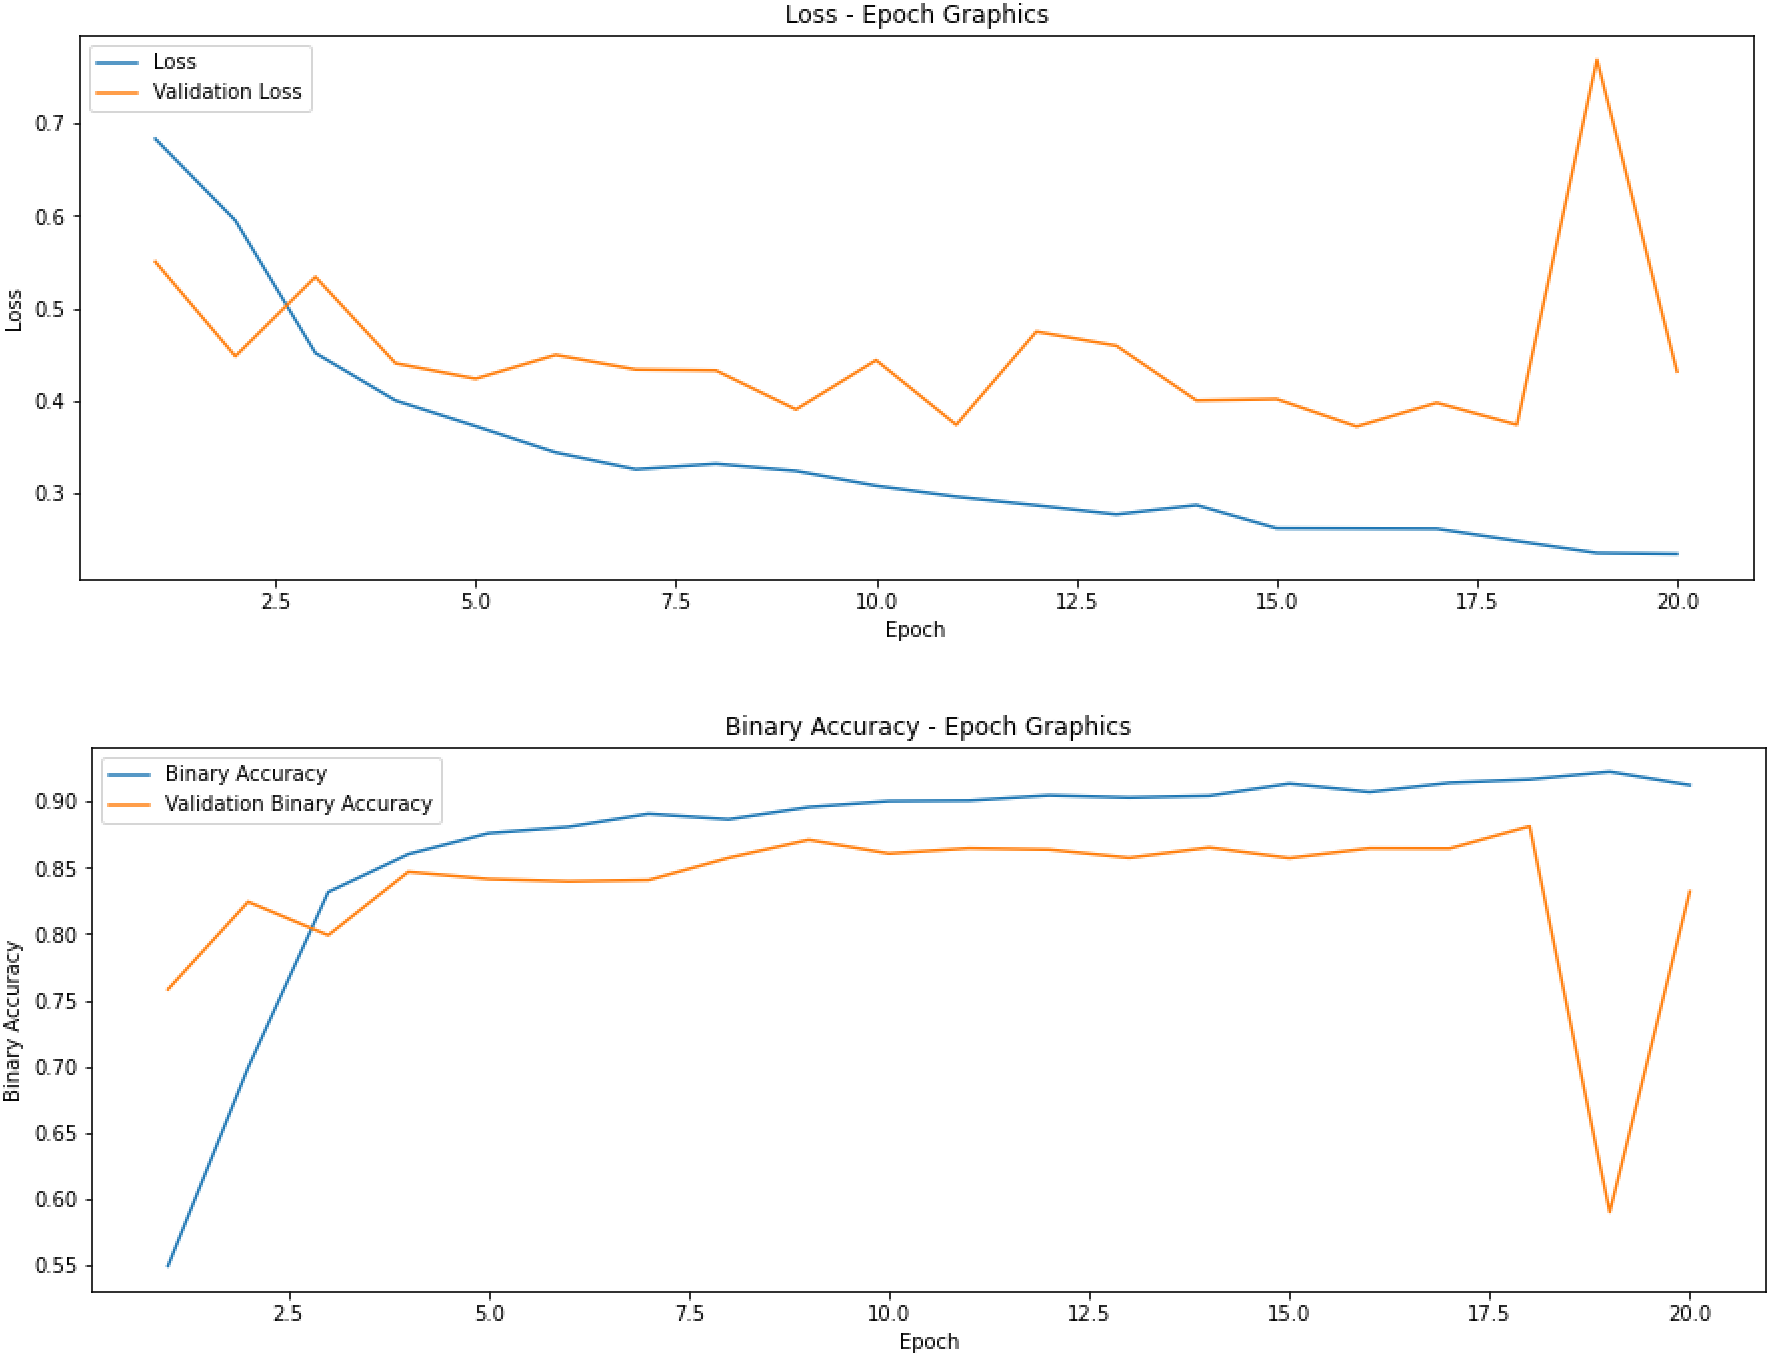 Loss - Epoch Graphics
Loss
Validation Loss
0.7
0.6
0.5
0.4
0.3
Loss
2.5 5.0 7.5 10.0 12.5 15.0 17.5 20.0
Epoch
Binary Accuracy - Epoch Graphics
Binary Accuracy
Validation Binary Accuracy
0.90
0.85
0.80
0.75
0.70
0.65
0.60
0.55
Binary Accuracy
2.5 5.0 7.5 10.0 12.5 15.0 17.5 20.0
Epoch